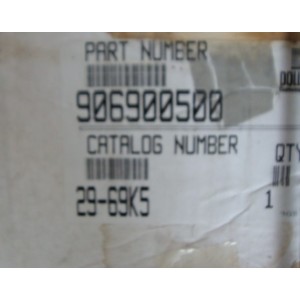 PART NUMBER
906900500
CATALOG NUMBER
QTY
29-69K5
1